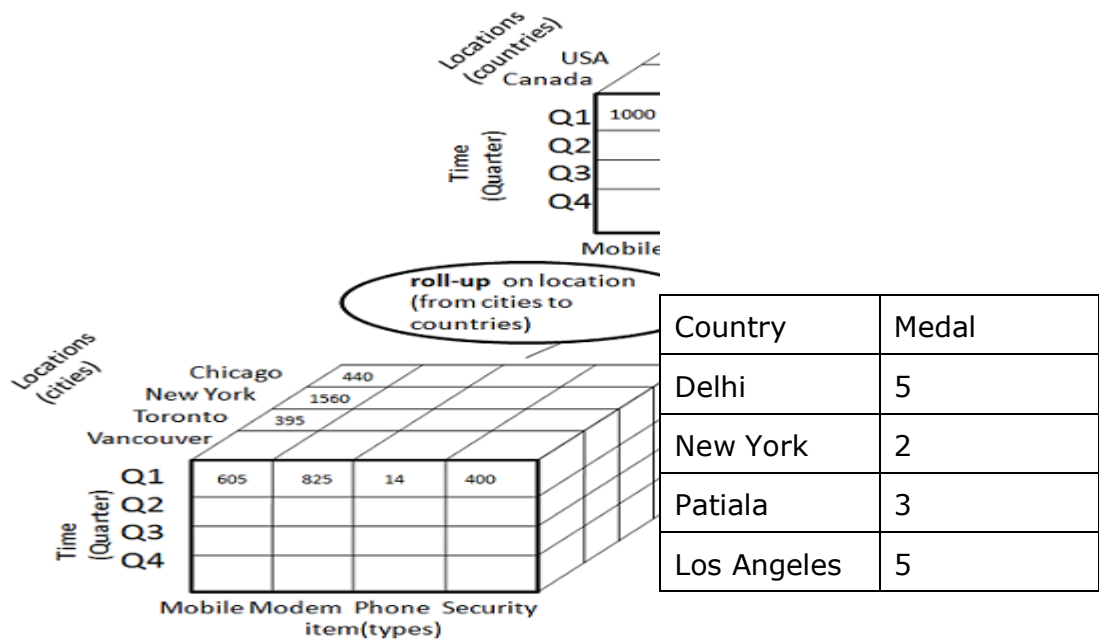 Locations
(countries)
USA
Canada
Q1 1000
Q2
Q3
Q4
Time
(Quarter)
Mobile
roll-up on location
(from cities to
countries)
Locations
(cities)
Chicago 440
New York 1560
Toronto 395
Vancouver
Q1 605 825 14 400
Q2
Q3
Q4
Time
(Quarter)
Mobile Modem Phone Security
item(types)
Country Medal
Delhi 5
New York 2
Patiala 3
Los Angeles 5